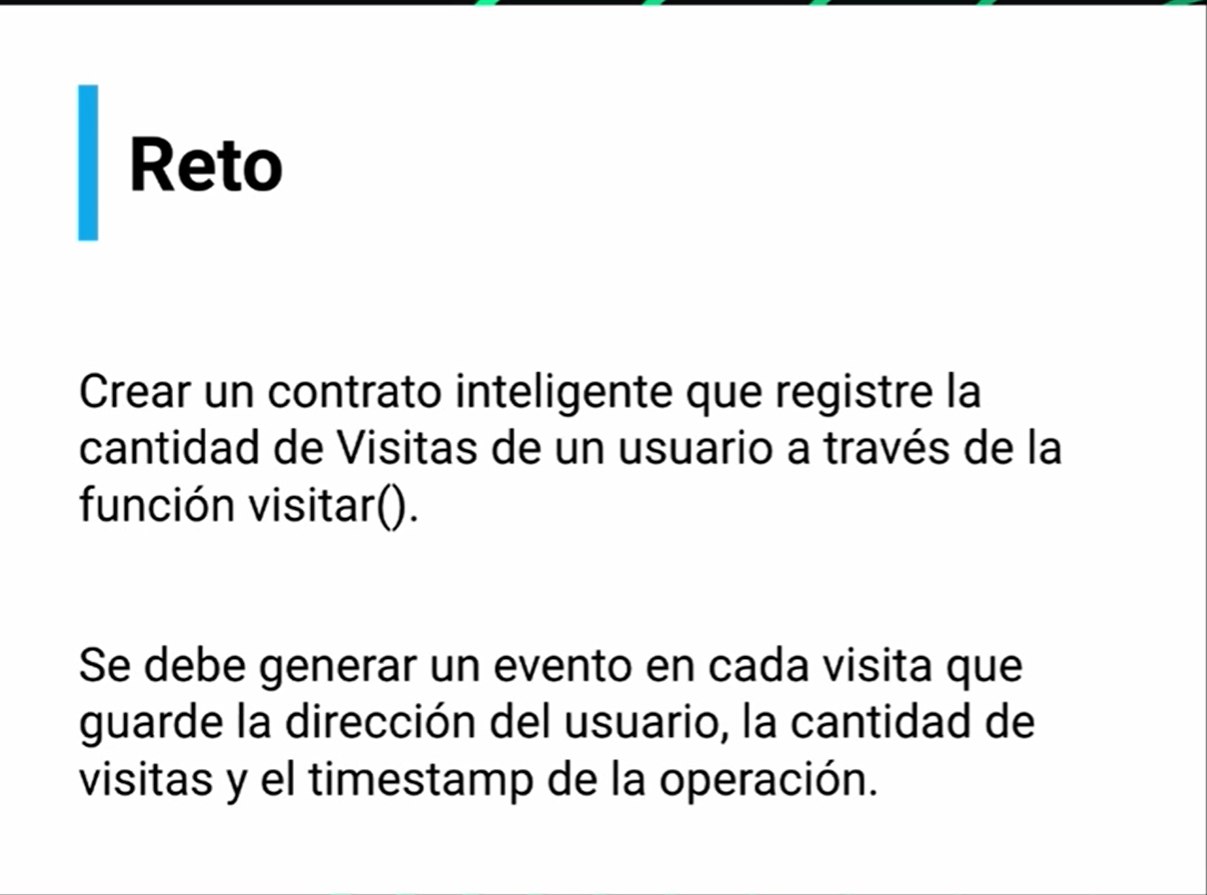 Reto
Crear un contrato inteligente que registre la
cantidad de Visitas de un usuario a través de la
función visitar().
Se debe generar un evento en cada visita que
guarde la dirección del usuario, la cantidad de
visitas y el timestamp de la operación.